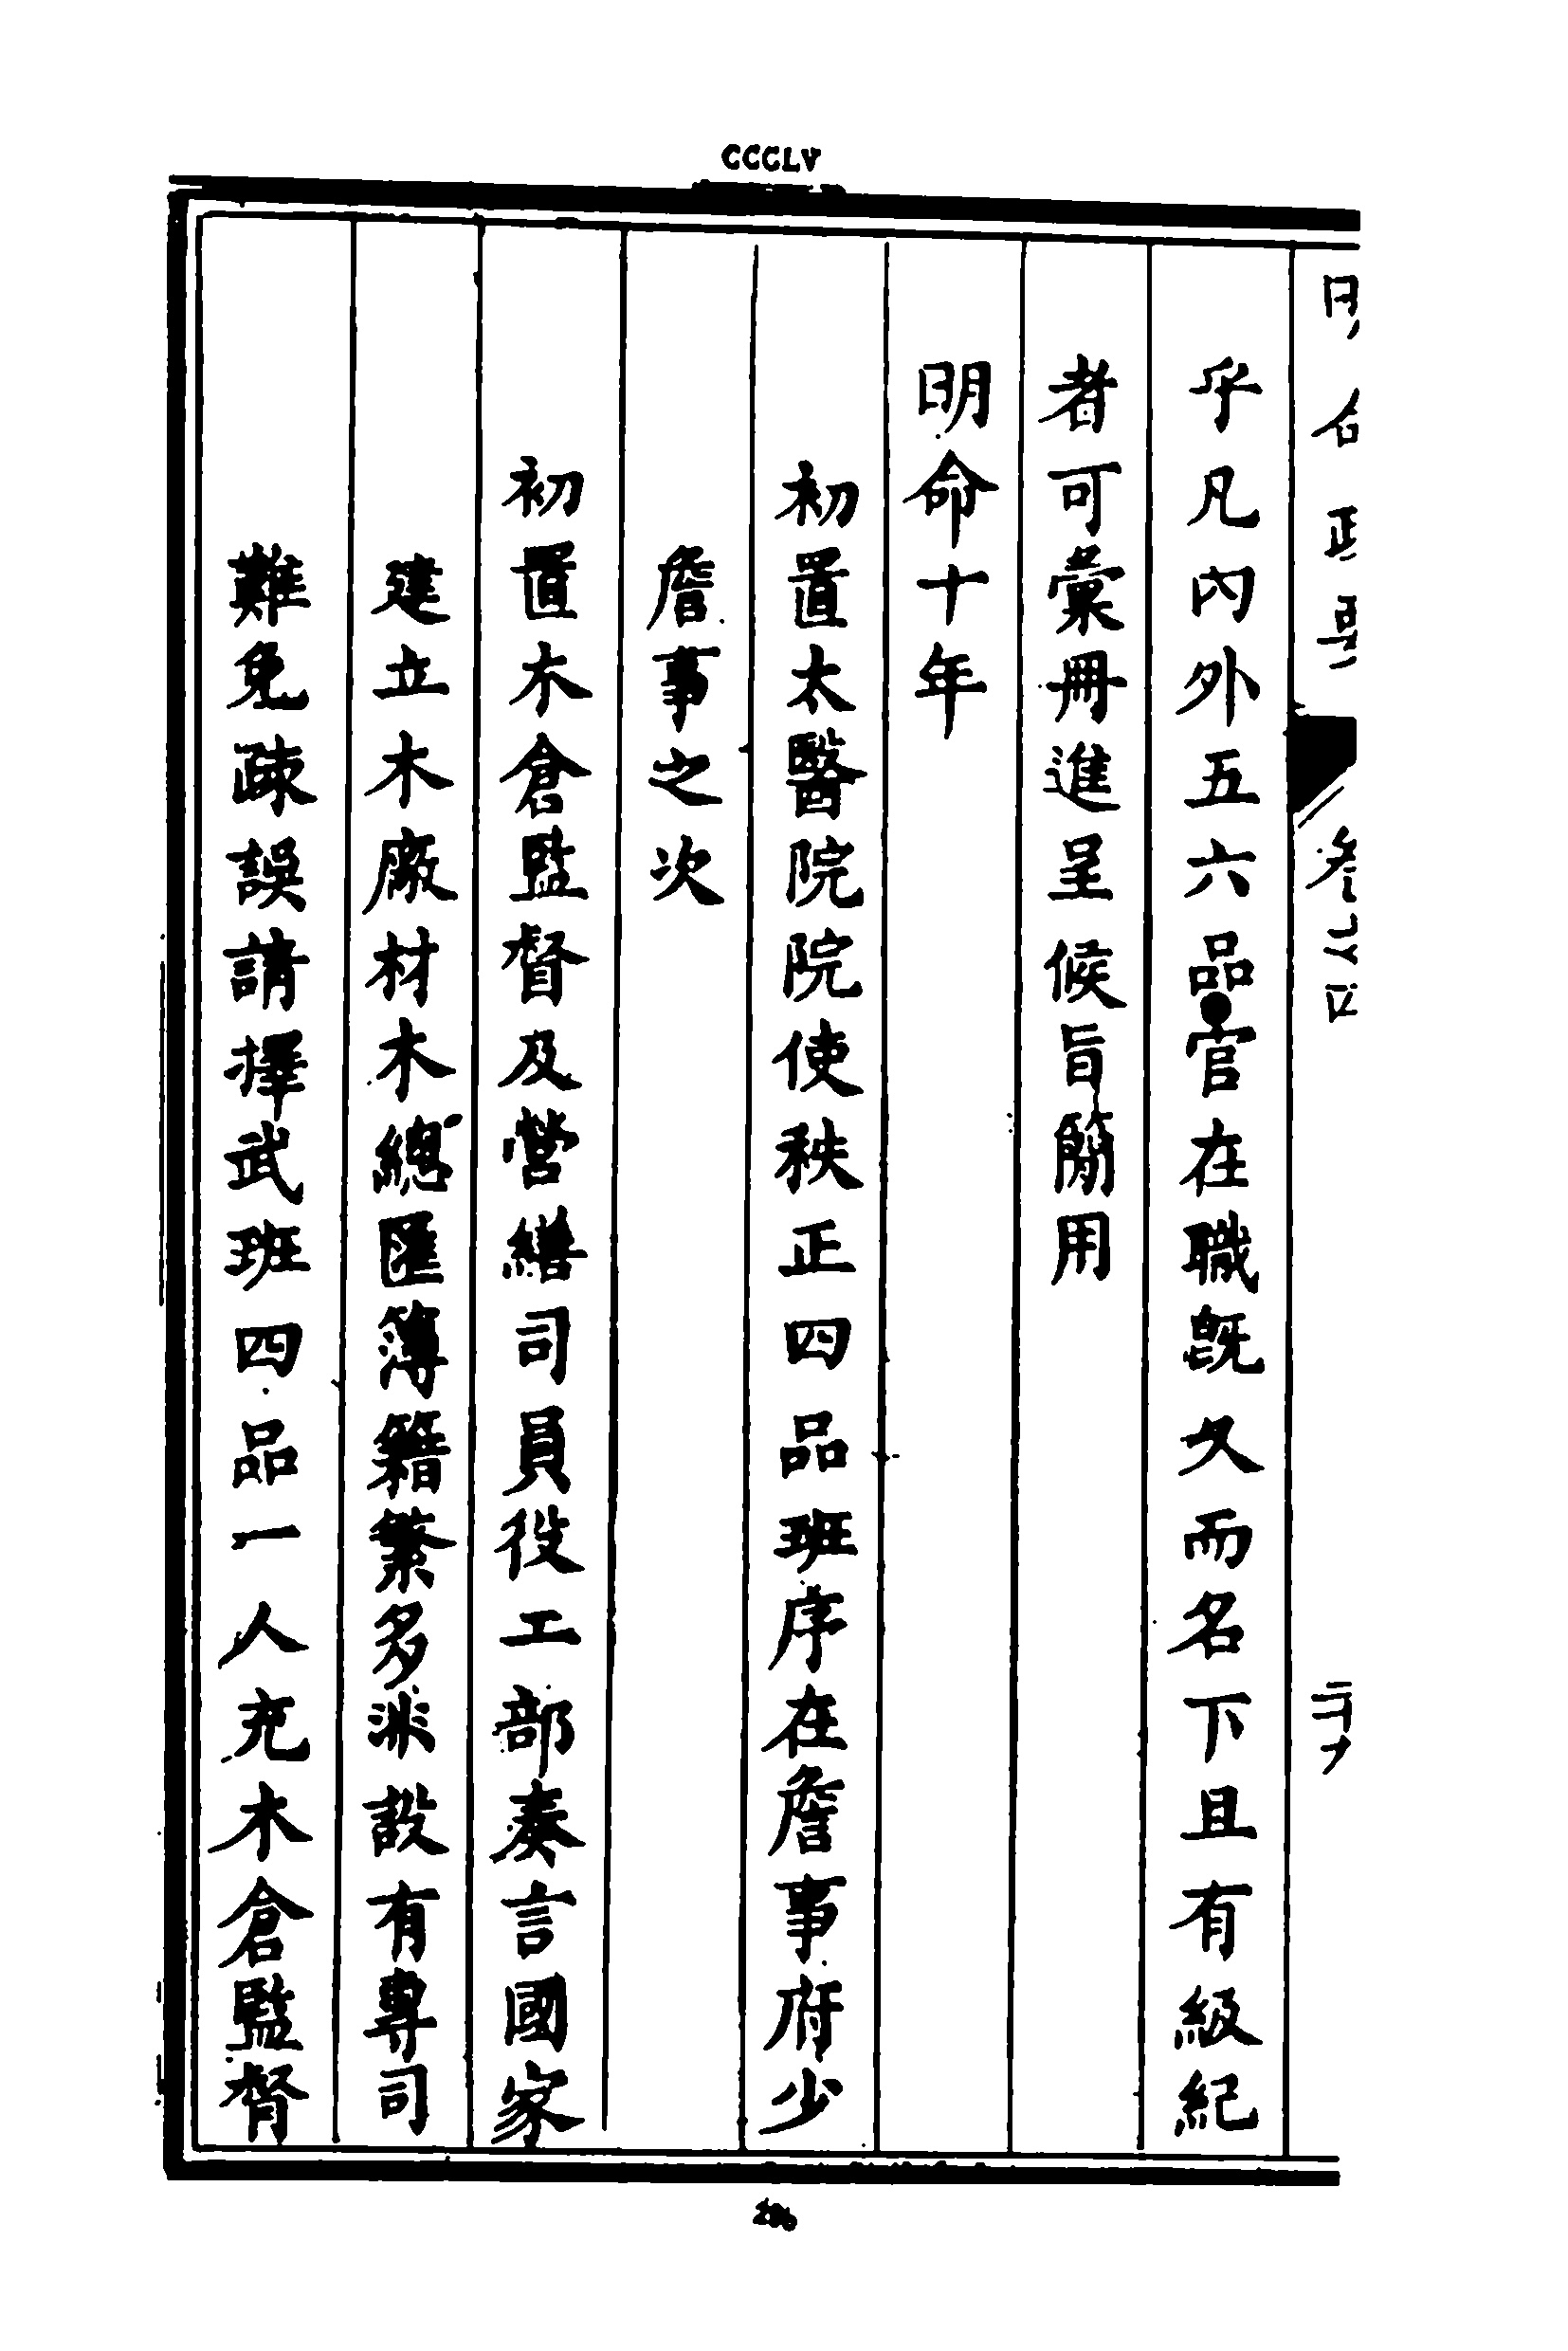 CCCLV
乎凡內外五六品官在職旣久而名下且有級紀
者可彙冊進呈候旨簡用
明命十年
初置太醫院院使秩正四品班序在詹事府少
詹事之次
初置木倉監督及營繕司員役工部奏言國家
建立木廠材木總匯簿籍繁多派設有專司
難免疎誤請擇武班四品一人充木倉監督